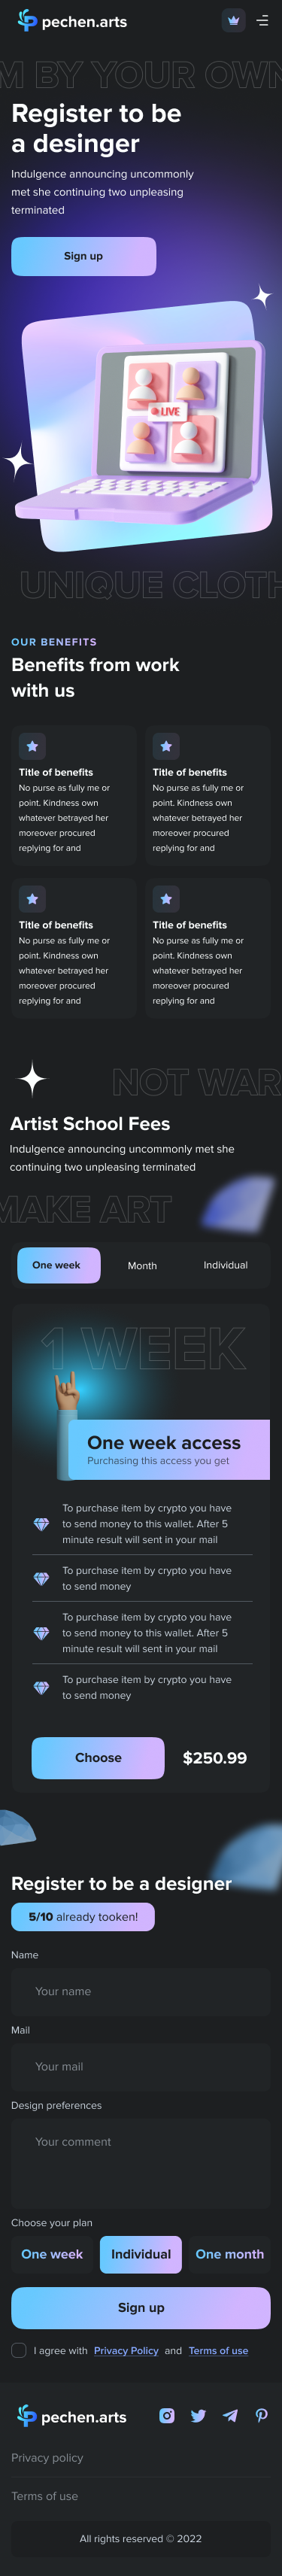 pechen.arts
M BY YOUR OWN
Register to be
a desinger
Indulgence announcing uncommonly
met she continuing two unpleasing
terminated
Sign up
LIVE
UNIQUE CLOTH
OUR BENEFITS
Benefits from work
with us
Title of benefits
No purse as fully me or
point. Kindness own
whatever betrayed her
moreover procured
replying for and
Title of benefits
No purse as fully me or
point. Kindness own
whatever betrayed her
moreover procured
replying for and
Title of benefits
No purse as fully me or
point. Kindness own
whatever betrayed her
moreover procured
replying for and
Title of benefits
No purse as fully me or
point. Kindness own
whatever betrayed her
moreover procured
replying for and
NOT WAR
Artist School Fees
Indulgence announcing uncommonly met she
continuing two unpleasing terminated
MAKE ART
One week
Month
Individual
1 WEEK
One week access
Purchasing this access you get
To purchase item by crypto you have
to send money to this wallet. After 5
minute result will sent in your mail
To purchase item by crypto you have
to send money
To purchase item by crypto you have
to send money to this wallet. After 5
minute result will sent in your mail
To purchase item by crypto you have
to send money
Choose
$250.99
Register to be a designer
5/10 already tooken!
Name
Your name
Mail
Your mail
Design preferences
Your comment
Choose your plan
One week
Individual
One month
Sign up
I agree with Privacy Policy and Terms of use
pechen.arts
Privacy policy
Terms of use
All rights reserved © 2022